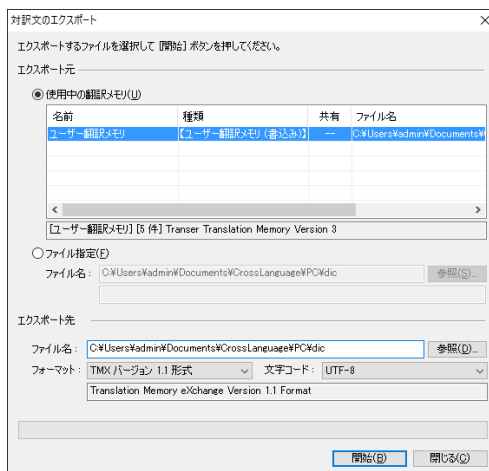 対訳文のエクスポート
エクスポートするファイルを選択して [開始] ボタンを押してください。
エクスポート元
使用中の翻訳メモリ(U)
名前 種類 共有 ファイル名
ユーザー翻訳メモリ 【ユーザー翻訳メモリ (書込み)】 -- C:¥Users¥admin¥Documents¥
[ユーザー翻訳メモリ] [5 件] Transer Translation Memory Version 3
ファイル指定(F)
ファイル名 : C:¥Users¥admin¥Documents¥CrossLanguage¥PC¥dic 参照(S)...
エクスポート先
ファイル名 : C:¥Users¥admin¥Documents¥CrossLanguage¥PC¥dic 参照(D)...
フォーマット : TMX バージョン 1.1 形式 文字コード : UTF-8
Translation Memory eXchange Version 1.1 Format
開始(B) 閉じる(C)